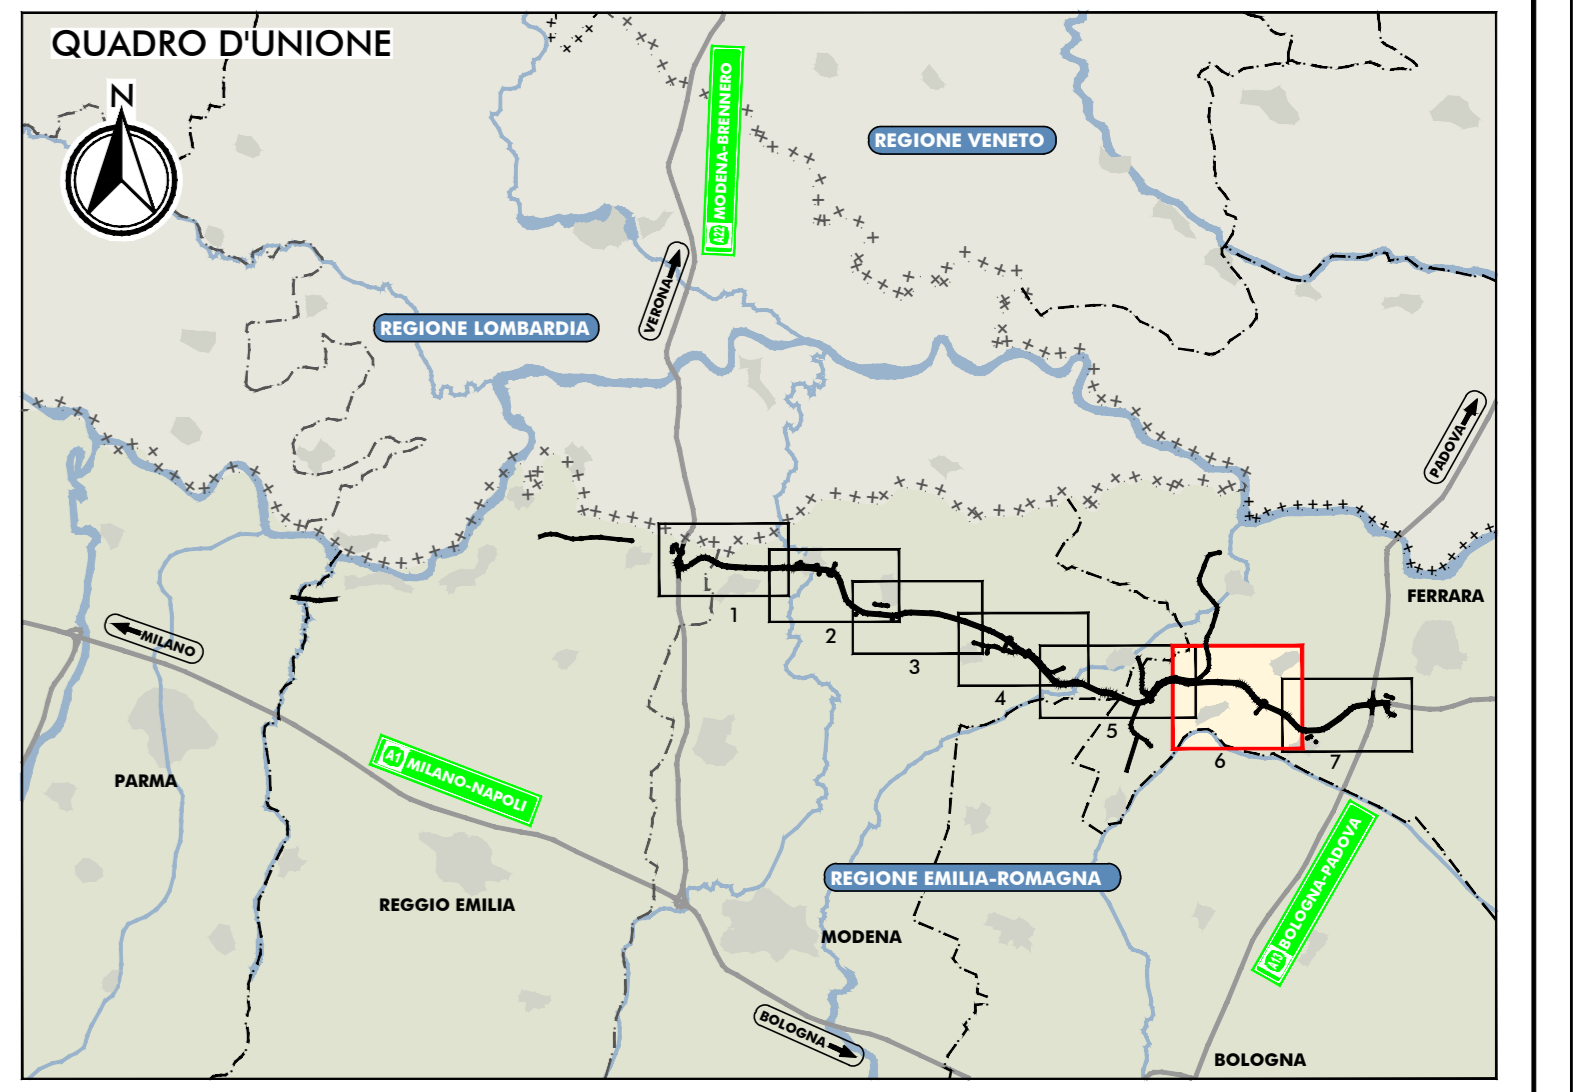 QUADRO D'UNIONE
N
A22 MODENA-BRENNERO
REGIONE VENETO
VERONA
REGIONE LOMBARDIA
PADOVA
FERRARA
MILANO
1
2
3
4
5
6
7
PARMA
A1 MILANO-NAPOLI
REGGIO EMILIA
REGIONE EMILIA-ROMAGNA
MODENA
A13 BOLOGNA-PADOVA
BOLOGNA
BOLOGNA